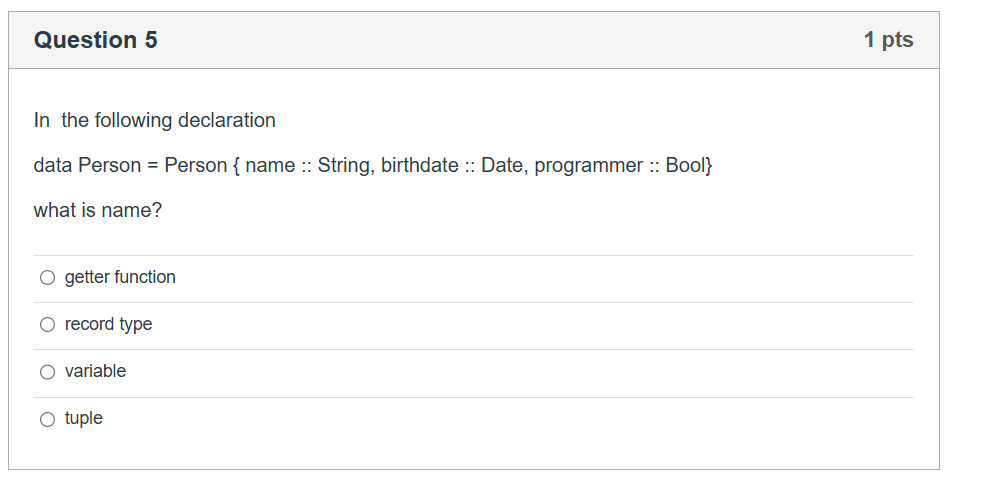 Question 5
1 pts
In  the following declaration
data Person = Person { name :: String, birthdate :: Date, programmer :: Bool}
what is name?
getter function
record type
variable
tuple